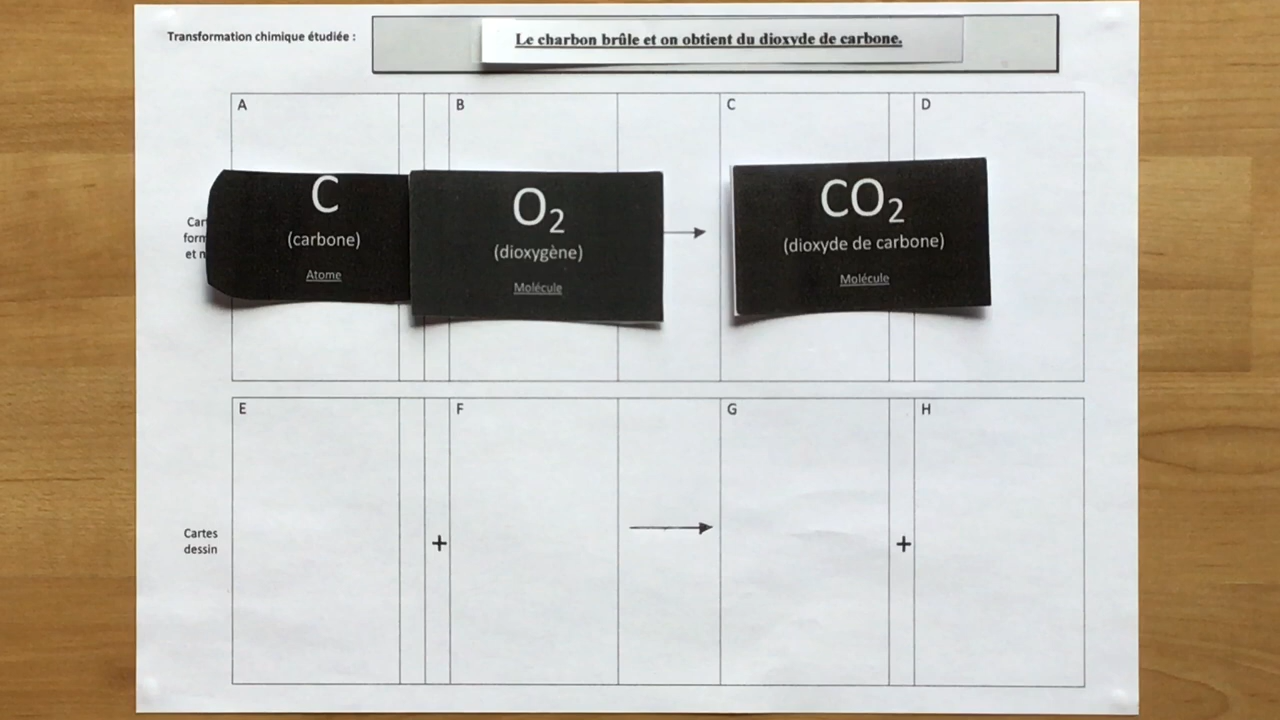 Transformation chimique étudiée :
Le charbon brûle et on obtient du dioxyde de carbone.
A
B
C
D
C
(carbone)
Atome
O₂
(dioxygène)
Molécule
CO₂
(dioxyde de carbone)
Molécule
E
F
G
H
Cartes
dessin
+
+